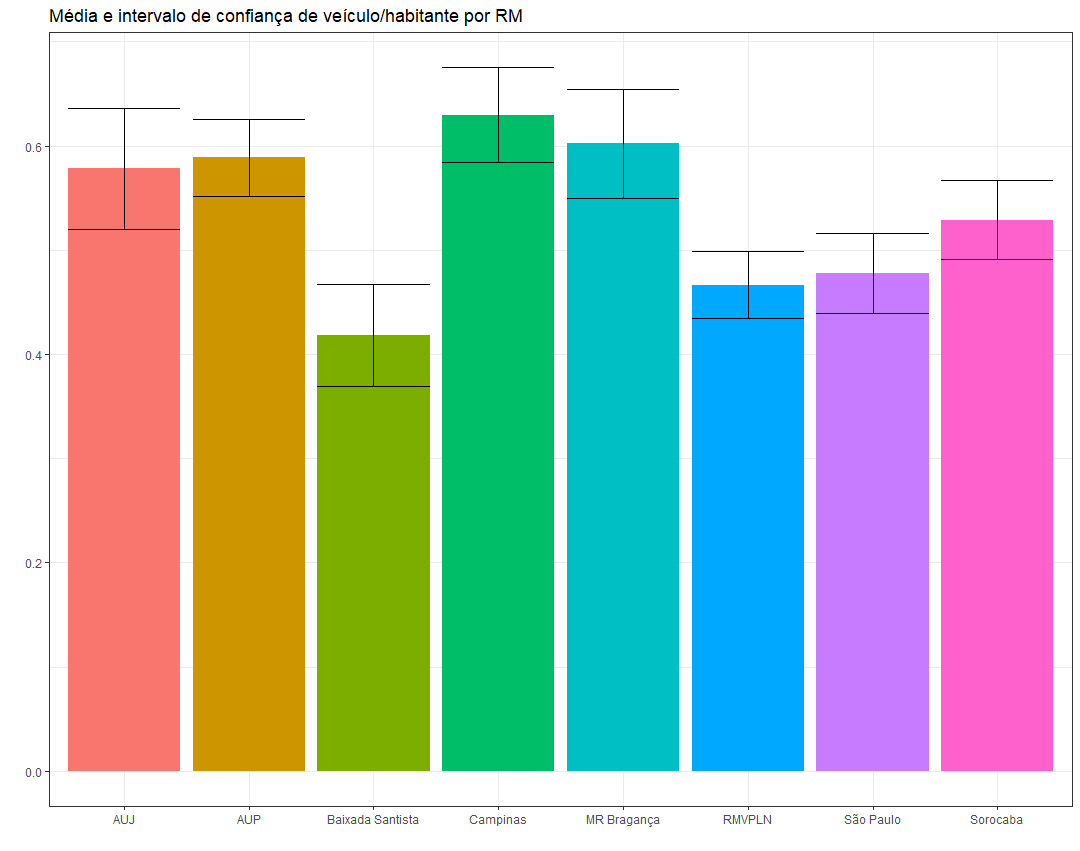 Média e intervalo de confiança de veículo/habitante por RM
0.6
0.4
0.2
0.0
AUJ
AUP
Baixada Santista
Campinas
MR Bragança
RMVPLN
São Paulo
Sorocaba